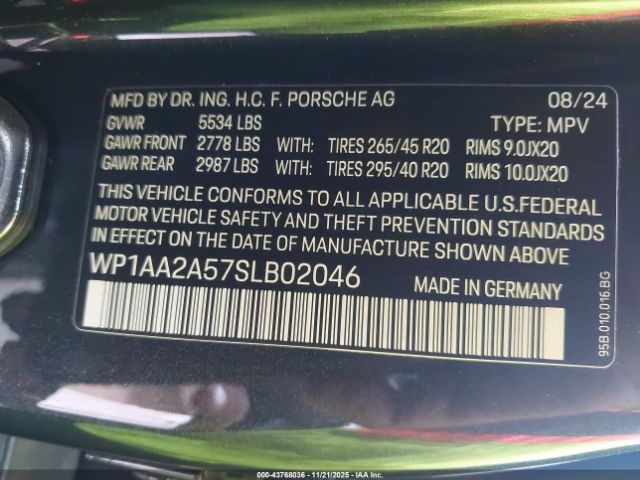 MFD BY DR. ING. H.C. F. PORSCHE AG 08/24
GVWR 5534 LBS TYPE: MPV
GAWR FRONT 2778 LBS WITH: TIRES 265/45 R20 RIMS 9.0JX20
GAWR REAR 2987 LBS WITH: TIRES 295/40 R20 RIMS 10.0JX20
THIS VEHICLE CONFORMS TO ALL APPLICABLE U.S.FEDERAL
MOTOR VEHICLE SAFETY AND THEFT PREVENTION STANDARDS
IN EFFECT ON THE DATE OF MANUFACTURE SHOWN ABOVE
WP1AA2A57SLB02046 MADE IN GERMANY
95B.010.016.BG
000-43768036 - 11/21/2025 - IAA Inc.